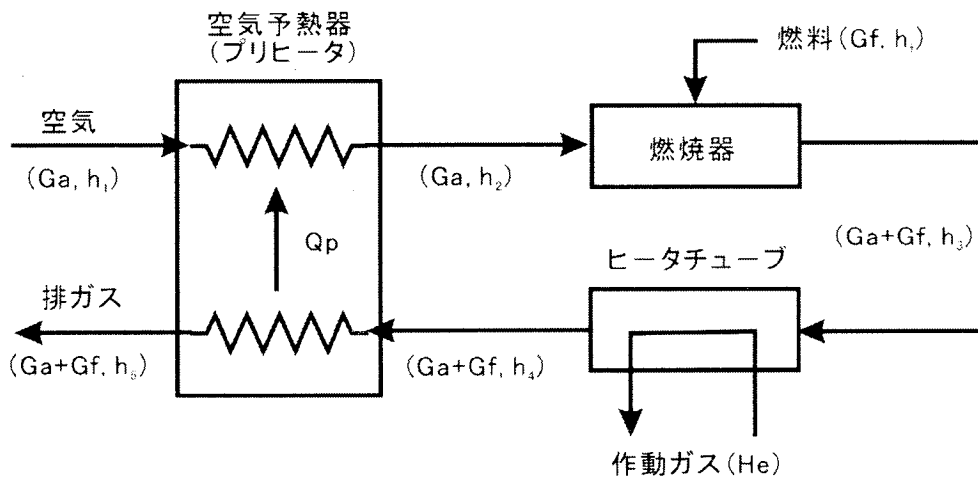 空気予熱器
(プリヒータ)
燃料(Gf, h₁)
空気
燃焼器
(Ga, h₁)
(Ga, h₂)
Qp
(Ga+Gf, h₃)
ヒータチューブ
排ガス
(Ga+Gf, h₅)
(Ga+Gf, h₄)
作動ガス(He)